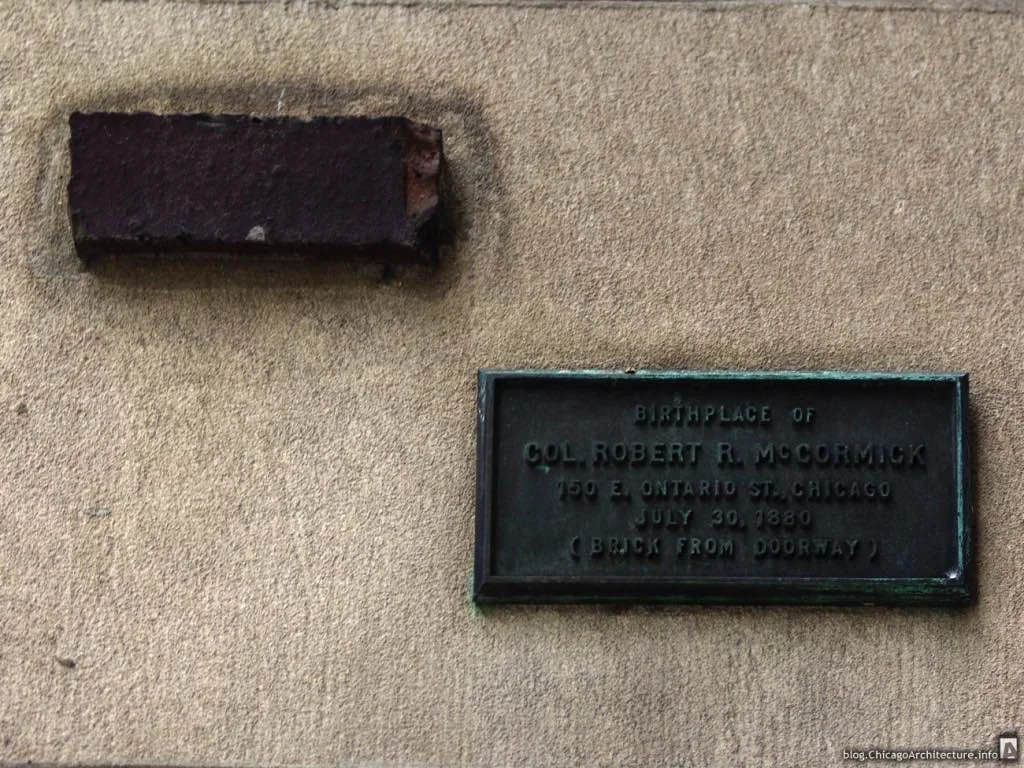 BIRTHPLACE OF
COL. ROBERT R. McCORMICK
150 E. ONTARIO ST., CHICAGO
JULY 30, 1880
(BRICK FROM DOORWAY)
blog.ChicagoArchitecture.info